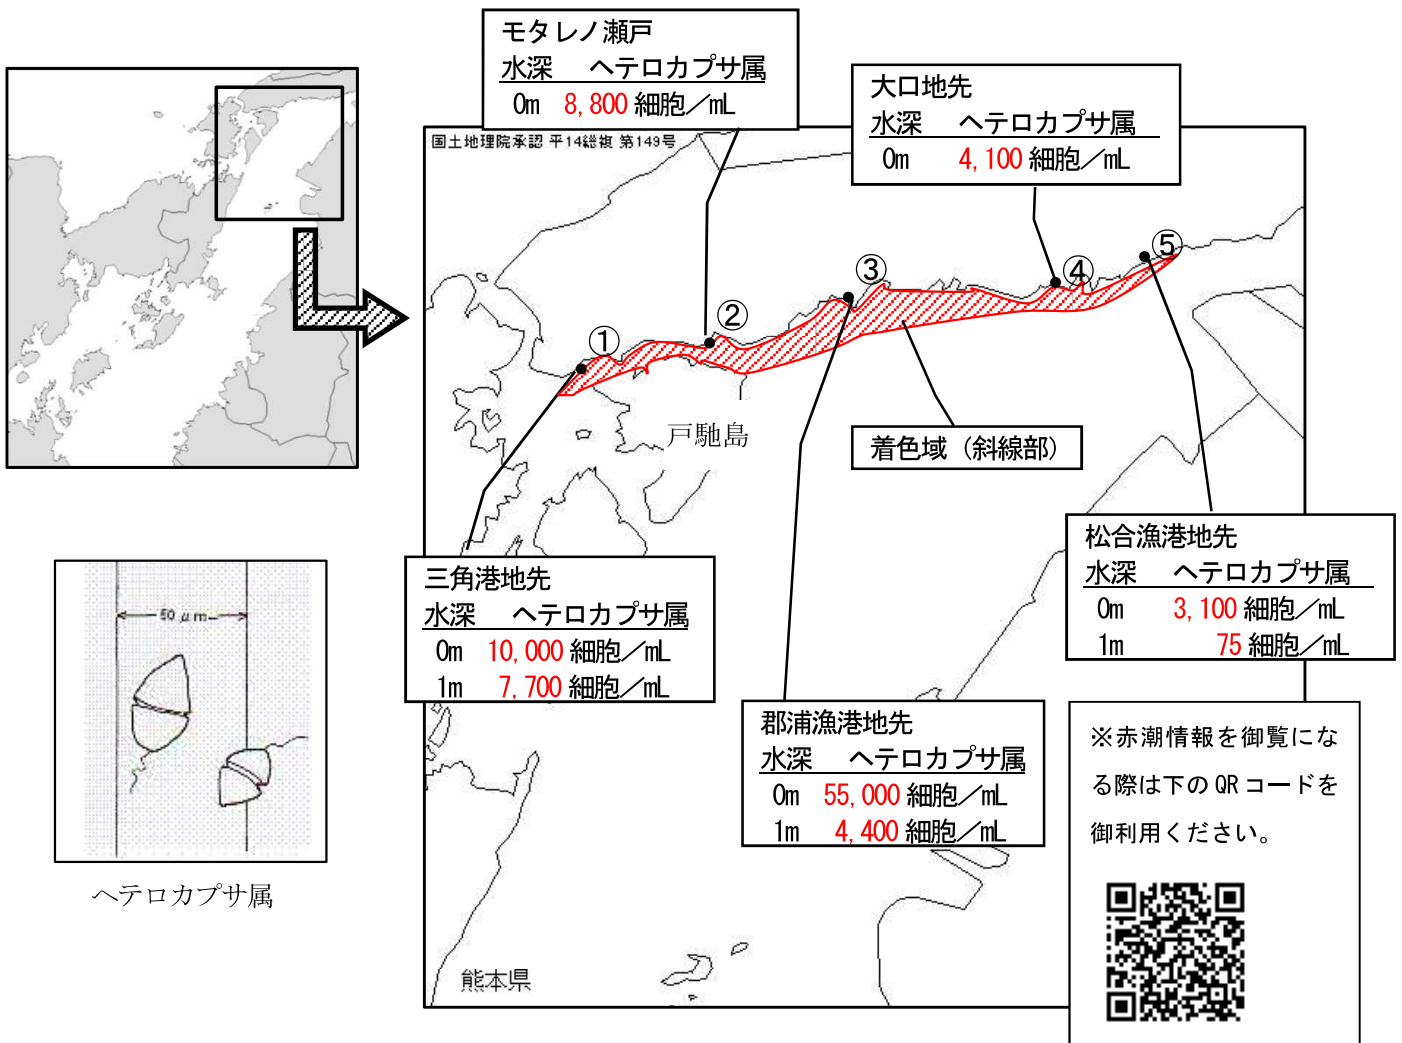 モタレノ瀬戸
水深 ヘテロカプサ属
0m 8,800 細胞／mL
大口地先
水深 ヘテロカプサ属
0m 4,100 細胞／mL
国土地理院承認 平14総複 第149号
①
②
③
④
⑤
戸馳島
着色域（斜線部）
三角港地先
水深 ヘテロカプサ属
0m 10,000 細胞／mL
1m 7,700 細胞／mL
松合漁港地先
水深 ヘテロカプサ属
0m 3,100 細胞／mL
1m 75 細胞／mL
郡浦漁港地先
水深 ヘテロカプサ属
0m 55,000 細胞／mL
1m 4,400 細胞／mL
50 μm
ヘテロカプサ属
熊本県
※赤潮情報を御覧にな
る際は下の QR コードを
御利用ください。